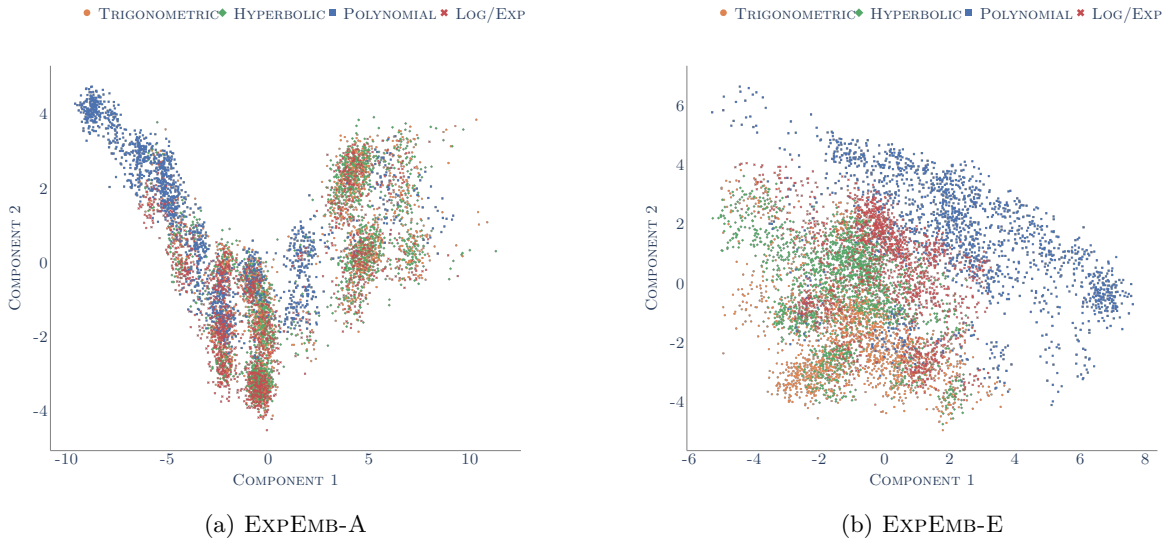 TRIGONOMETRIC HYPERBOLIC POLYNOMIAL LOG/EXP
4
2
0
-2
-4
COMPONENT 2
-10 -5 0 5 10
COMPONENT 1
(a) EXPEMB-A
TRIGONOMETRIC HYPERBOLIC POLYNOMIAL LOG/EXP
6
4
2
0
-2
-4
COMPONENT 2
-6 -4 -2 0 2 4 6 8
COMPONENT 1
(b) EXPEMB-E